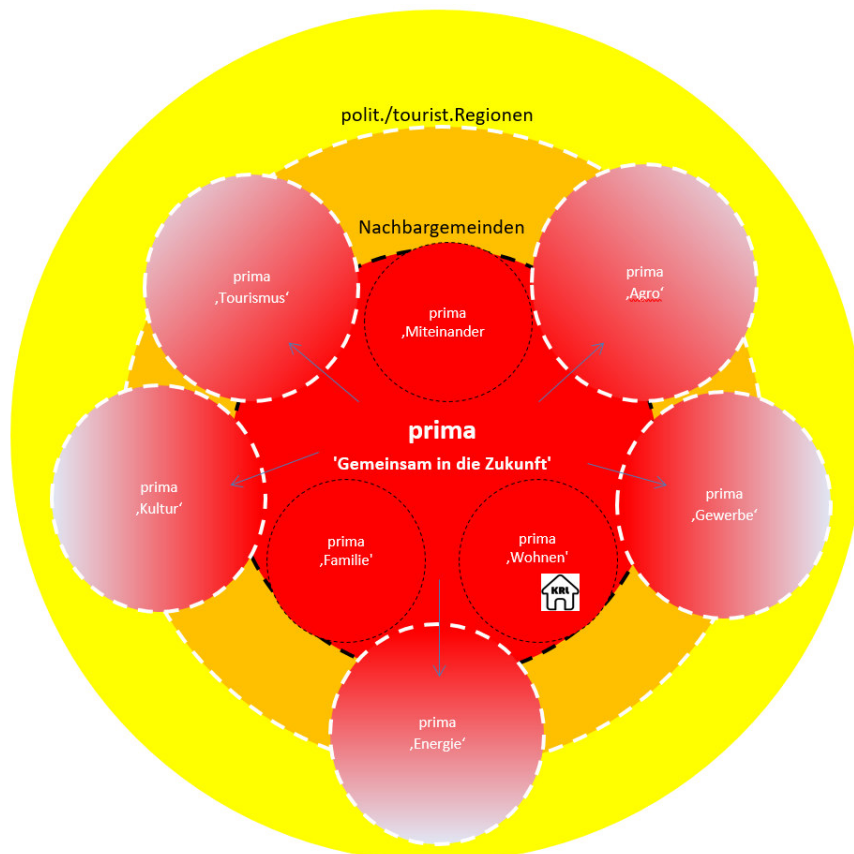 polit./tourist.Regionen
Nachbargemeinden
prima
‚Tourismus‘
prima
‚Miteinander
prima
‚Agro‘
prima
'Gemeinsam in die Zukunft'
prima
‚Kultur‘
prima
‚Gewerbe‘
prima
‚Familie'
prima
‚Wohnen'
KRL
prima
‚Energie‘